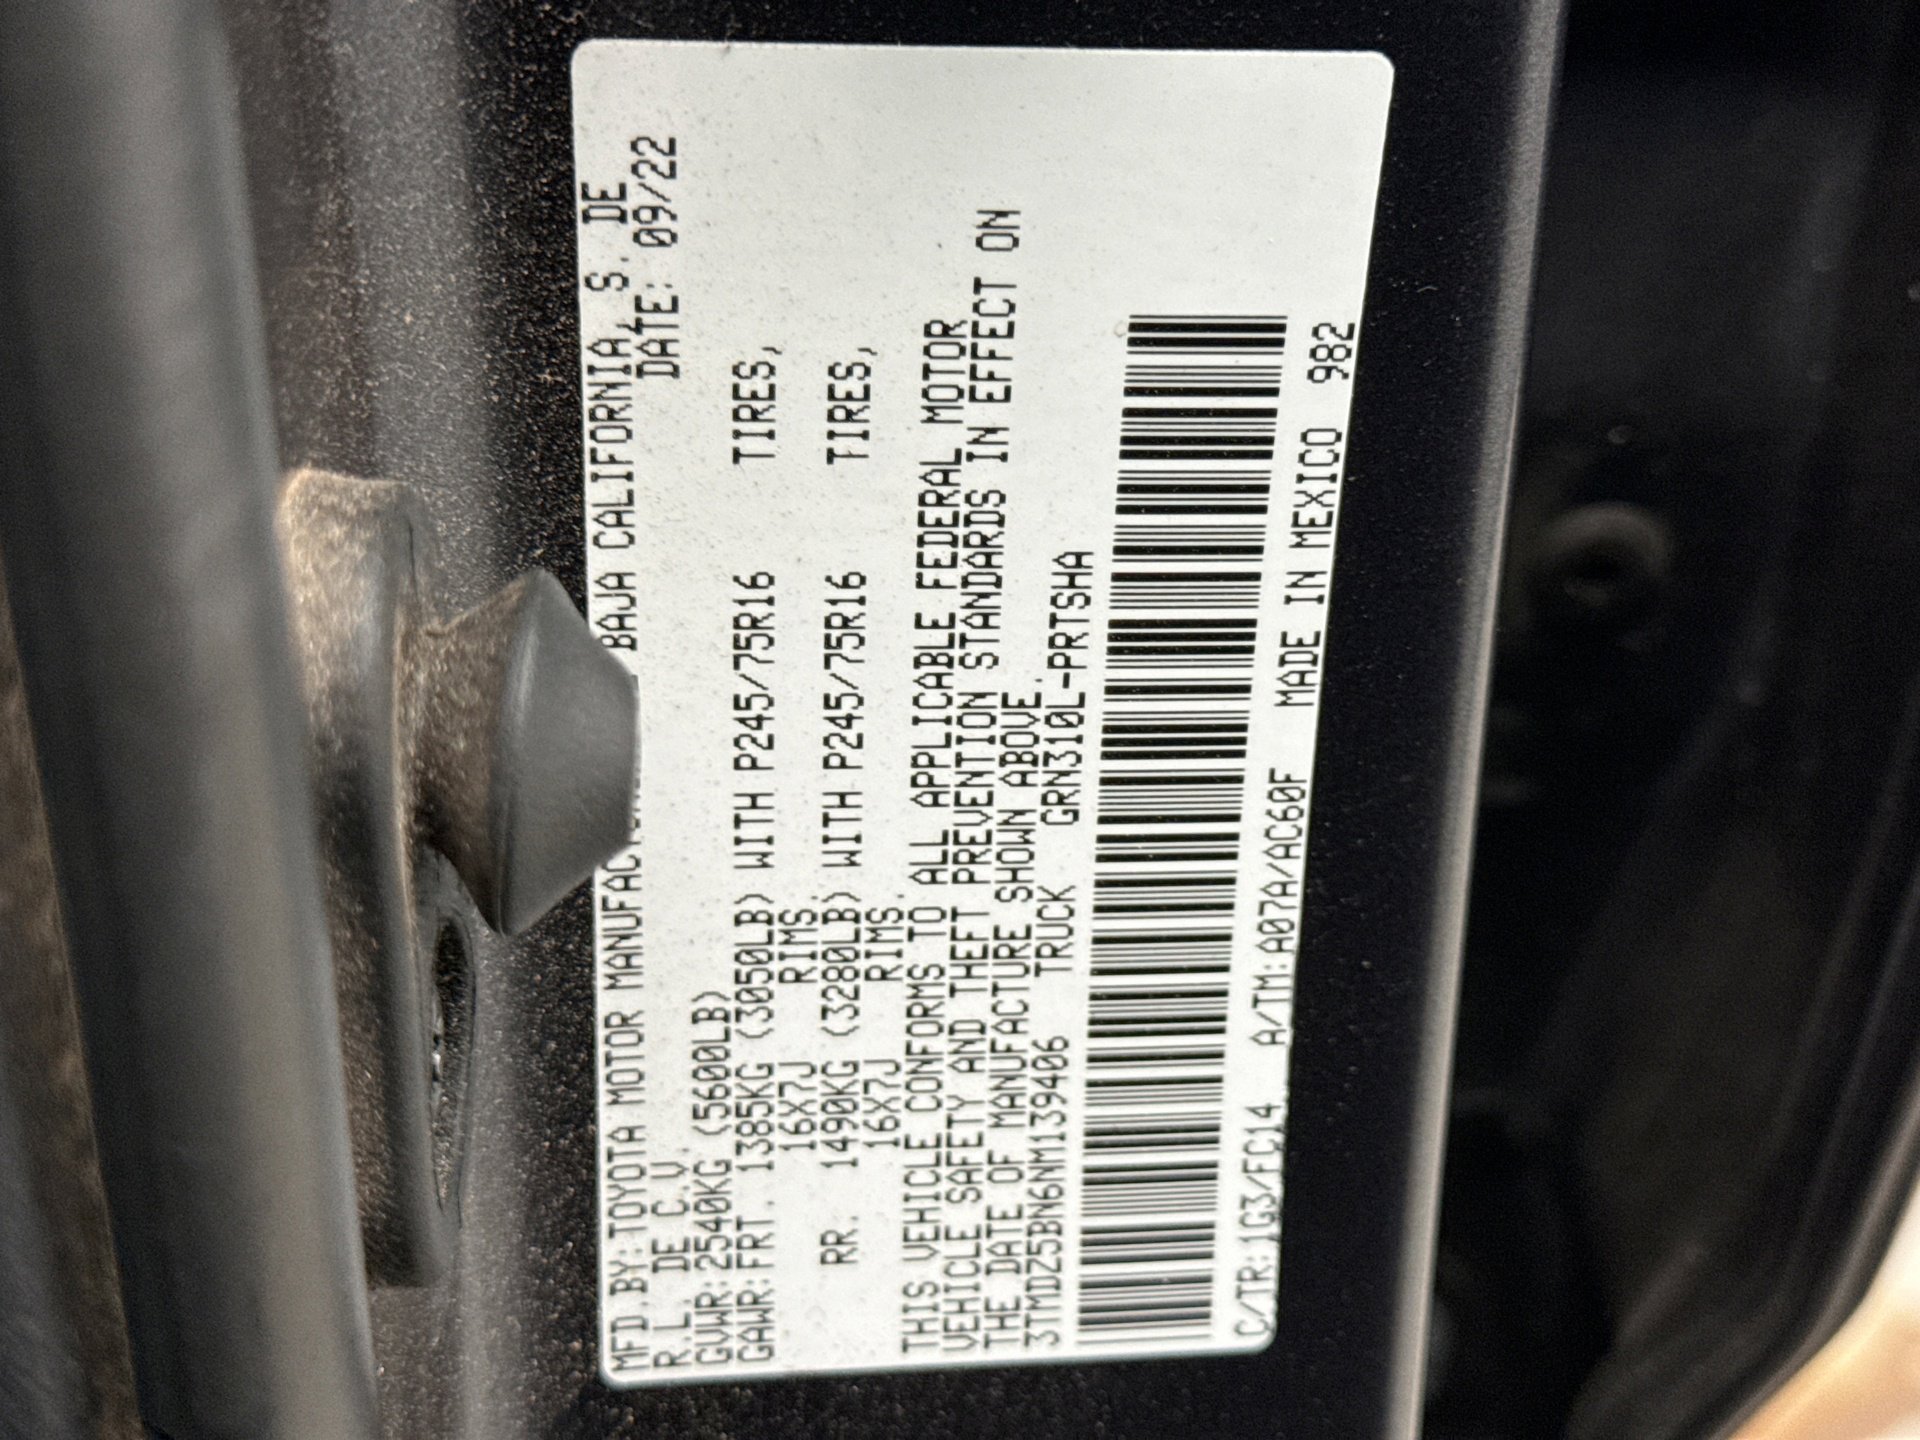 MFD.BY:TOYOTA MOTOR MANUFAC BAJA CALIFORNIA, S. DE
R.L. DE C.V. DATE: 09/22
GVWR:2540KG (5600LB)
GAWR:FRT. 1385KG (3050LB) WITH P245/75R16 TIRES,
16X7J RIMS
RR. 1490KG (3280LB) WITH P245/75R16 TIRES,
16X7J RIMS.
THIS VEHICLE CONFORMS TO ALL APPLICABLE FEDERAL MOTOR
VEHICLE SAFETY AND THEFT PREVENTION STANDARDS IN EFFECT ON
THE DATE OF MANUFACTURE SHOWN ABOVE.
3TMDZ5BN6NM139406 TRUCK GRN310L-PRTSHA
C/TR:1G3/FC14 A/TM:A07A/AC60F MADE IN MEXICO 982